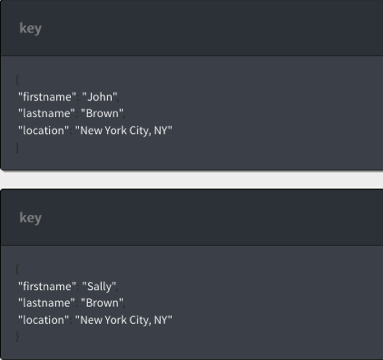 key
{
"firstname": "John",
"lastname": "Brown"
"location": "New York City, NY"
}
key
{
"firstname": "Sally",
"lastname": "Brown"
"location": "New York City, NY"
}